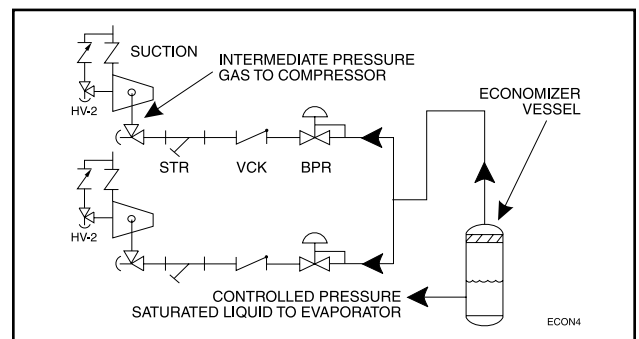 SUCTION
INTERMEDIATE PRESSURE
GAS TO COMPRESSOR
HV-2
ECONOMIZER
VESSEL
STR
VCK
BPR
HV-2
CONTROLLED PRESSURE
SATURATED LIQUID TO EVAPORATOR
ECON4